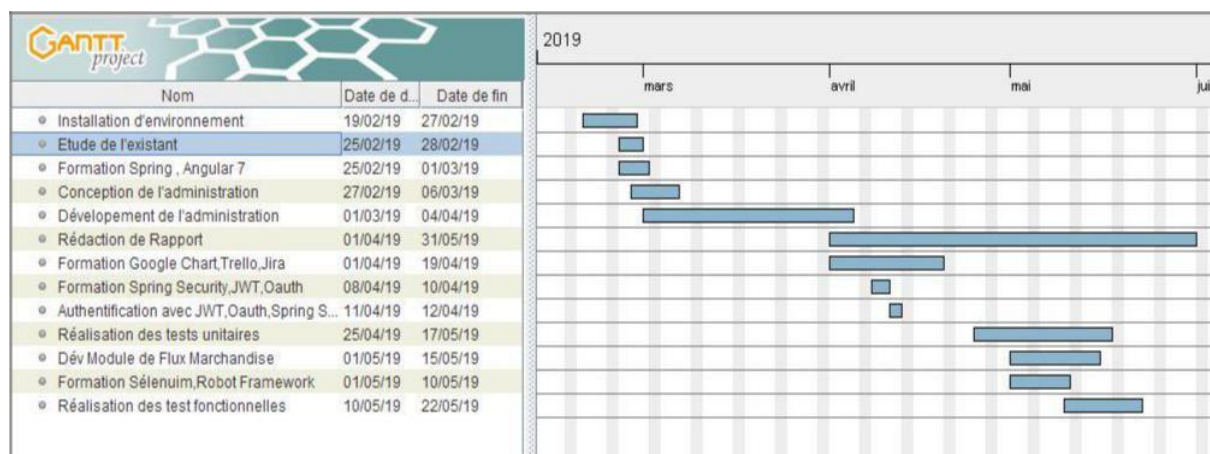 GANTT
project
2019
mars avril mai jui
Nom Date de d... Date de fin
Installation d'environnement 19/02/19 27/02/19
Etude de l'existant 25/02/19 28/02/19
Formation Spring , Angular 7 25/02/19 01/03/19
Conception de l'administration 27/02/19 06/03/19
Dévelopement de l'administration 01/03/19 04/04/19
Rédaction de Rapport 01/04/19 31/05/19
Formation Google Chart,Trello,Jira 01/04/19 19/04/19
Formation Spring Security,JWT,Oauth 08/04/19 10/04/19
Authentification avec JWT,Oauth,Spring S... 11/04/19 12/04/19
Réalisation des tests unitaires 25/04/19 17/05/19
Dév Module de Flux Marchandise 01/05/19 15/05/19
Formation Sélenuim,Robot Framework 01/05/19 10/05/19
Réalisation des test fonctionnelles 10/05/19 22/05/19